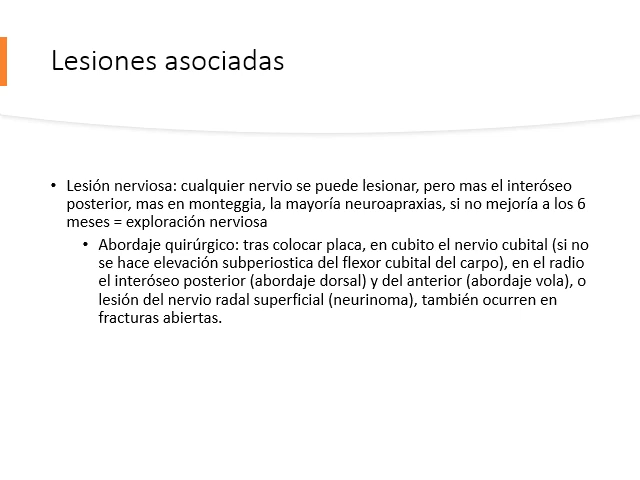 Lesiones asociadas
• Lesión nerviosa: cualquier nervio se puede lesionar, pero mas el interóseo
posterior, mas en monteggia, la mayoría neuroapraxias, si no mejoría a los 6
meses = exploración nerviosa
• Abordaje quirúrgico: tras colocar placa, en cubito el nervio cubital (si no
se hace elevación subperiostica del flexor cubital del carpo), en el radio
el interóseo posterior (abordaje dorsal) y del anterior (abordaje vola), o
lesión del nervio radal superficial (neurinoma), también ocurren en
fracturas abiertas.